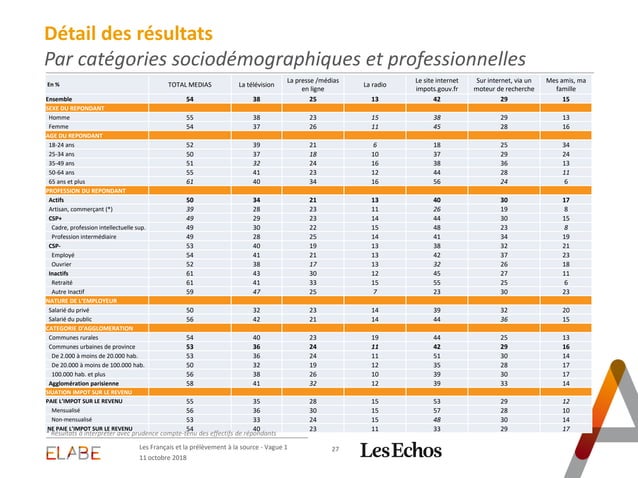 Détail des résultats
Par catégories sociodémographiques et professionnelles
En % TOTAL MEDIAS La télévision La presse /médias en ligne La radio Le site internet impots.gouv.fr Sur internet, via un moteur de recherche Mes amis, ma famille
Ensemble 54 38 25 13 42 29 15
SEXE DU REPONDANT
Homme 55 38 23 15 38 29 13
Femme 54 37 26 11 45 28 16
AGE DU REPONDANT
18-24 ans 52 39 21 6 18 25 34
25-34 ans 50 37 18 10 37 29 24
35-49 ans 51 32 24 16 38 36 13
50-64 ans 55 41 23 12 44 28 11
65 ans et plus 61 40 34 16 56 24 6
PROFESSION DU REPONDANT
Actifs 50 34 21 13 40 30 17
Artisan, commerçant (*) 39 28 23 11 26 19 8
CSP+ 49 29 23 14 44 30 15
Cadre, profession intellectuelle sup. 49 30 22 15 48 23 8
Profession intermédiaire 49 28 25 14 41 34 19
CSP- 53 40 19 13 38 32 21
Employé 54 41 21 13 42 37 23
Ouvrier 52 38 17 13 32 26 18
Inactifs 61 43 30 12 45 27 11
Retraité 61 41 33 15 55 25 6
Autre Inactif 59 47 25 7 23 30 23
NATURE DE L'EMPLOYEUR
Salarié du privé 50 32 23 14 39 32 20
Salarié du public 56 42 21 14 44 36 15
CATEGORIE D'AGGLOMERATION
Communes rurales 54 40 23 19 44 25 13
Communes urbaines de province 53 36 24 11 42 29 16
De 2.000 à moins de 20.000 hab. 53 36 24 11 51 30 14
De 20.000 à moins de 100.000 hab. 50 32 19 12 35 28 17
100.000 hab. et plus 56 38 26 10 39 30 17
Agglomération parisienne 58 41 32 12 39 33 14
SIUATION IMPOT SUR LE REVENU
PAIE L'IMPOT SUR LE REVENU 55 35 28 15 53 29 12
Mensualisé 56 36 30 15 57 28 10
Non-mensualisé 53 33 24 15 48 30 14
NE PAIE L'IMPOT SUR LE REVENU 54 40 23 11 33 29 17
* Résultats à interpréter avec prudence compte-tenu des effectifs de répondants
ELABE
Les Français et la prélèvement à la source - Vague 1
11 octobre 2018
27
Les Echos